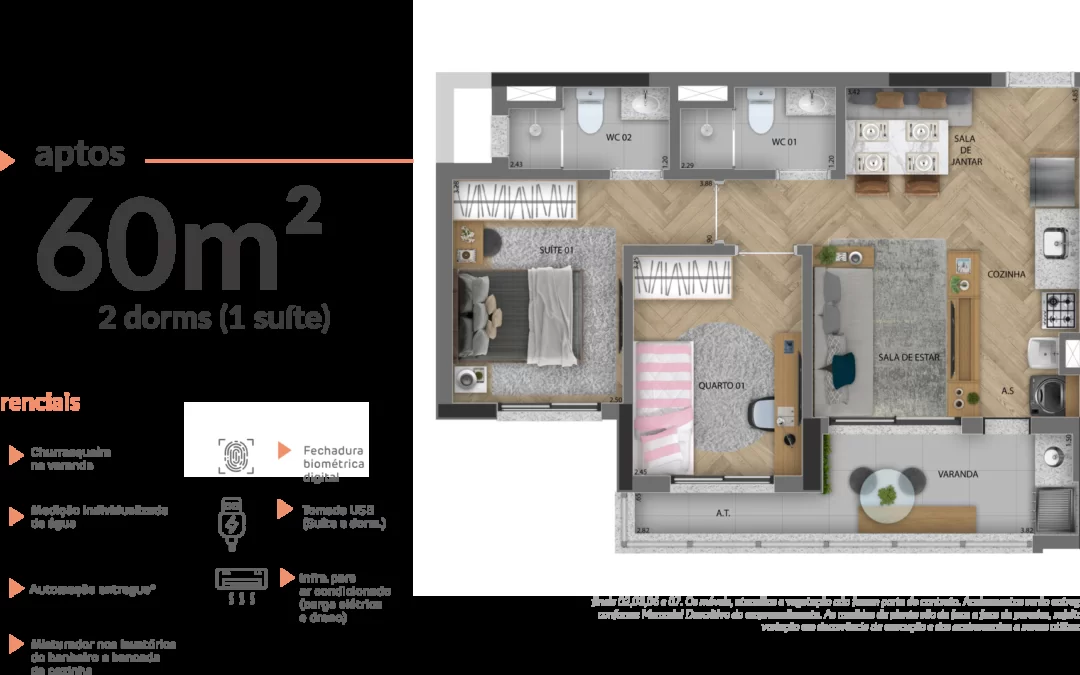 aptos
60m²
2 dorms (1 suíte)
renciais
Churrasqueira
na varanda
Medição individualizada
de água
Automação entregue*
Misturador nos lavatórios
do banheiro e bancada
de cozinha
Fechadura
biométrica
digital
Tomada USB
(Suíte e dorm.)
Infra. para
ar condicionado
(carga elétrica
e dreno)
WC 02
2.43
1.20
WC 01
2.29
1.20
3.43
4.85
SALA
DE
JANTAR
3.88
SUÍTE 01
2.50
QUARTO 01
2.45
SALA DE ESTAR
COZINHA
A.S
VARANDA
1.50
A.T.
2.82
3.82
.85
.90